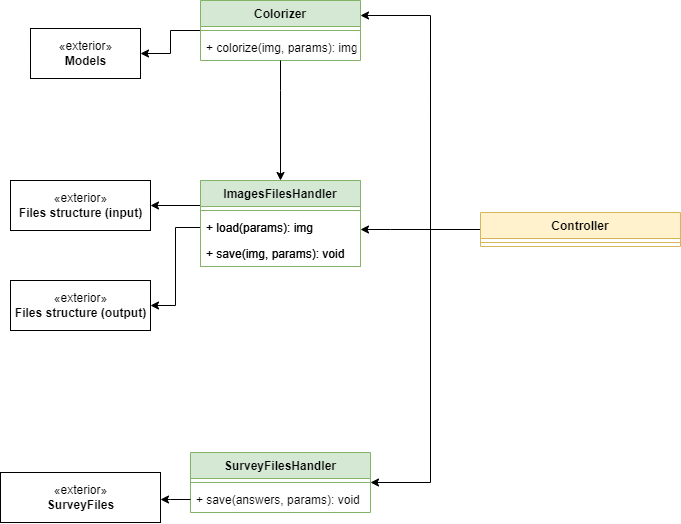 Colorizer
+ colorize(img, params): img
«exterior»
Models
«exterior»
Files structure (input)
ImagesFilesHandler
+ load(params): img
+ save(img, params): void
Controller
«exterior»
Files structure (output)
SurveyFilesHandler
+ save(answers, params): void
«exterior»
SurveyFiles